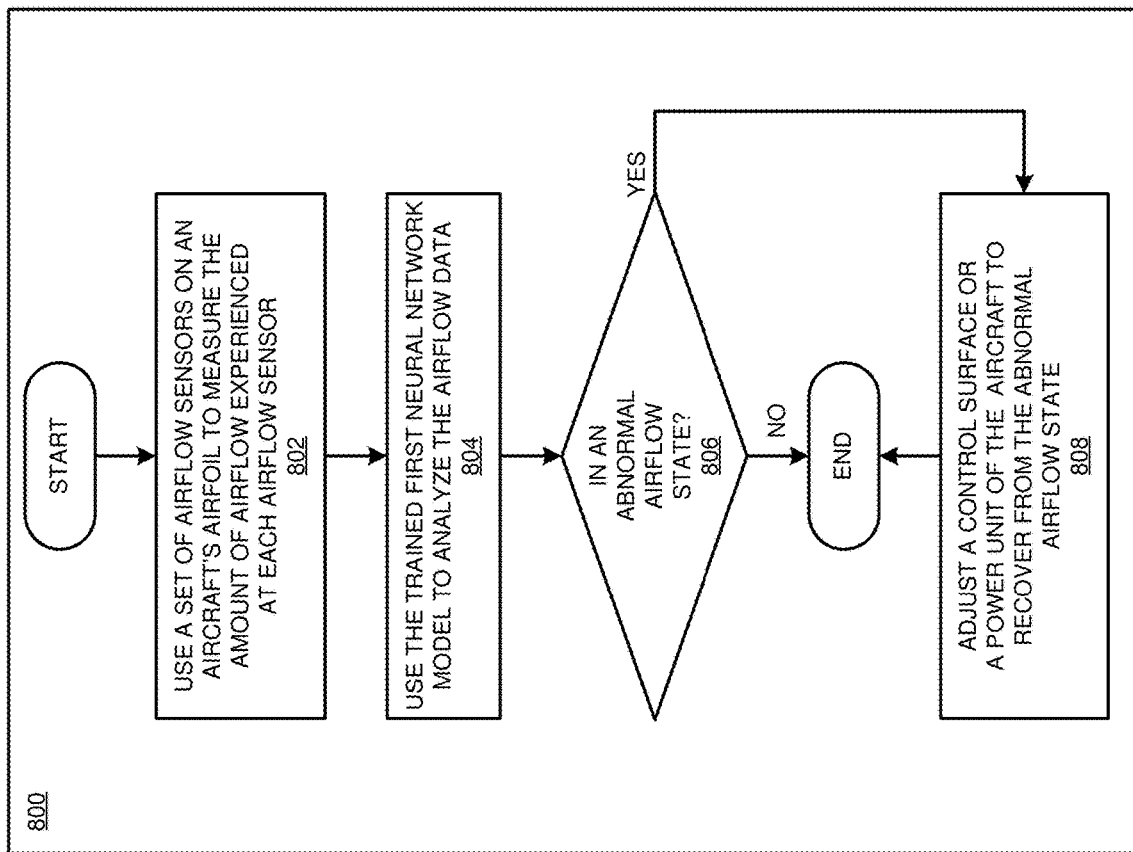 800
START
USE A SET OF AIRFLOW SENSORS ON AN
AIRCRAFT'S AIRFOIL TO MEASURE THE
AMOUNT OF AIRFLOW EXPERIENCED
AT EACH AIRFLOW SENSOR
802
USE THE TRAINED FIRST NEURAL NETWORK
MODEL TO ANALYZE THE AIRFLOW DATA
804
IN AN
ABNORMAL
AIRFLOW
STATE?
806
YES
NO
END
ADJUST A CONTROL SURFACE OR
A POWER UNIT OF THE AIRCRAFT TO
RECOVER FROM THE ABNORMAL
AIRFLOW STATE
808